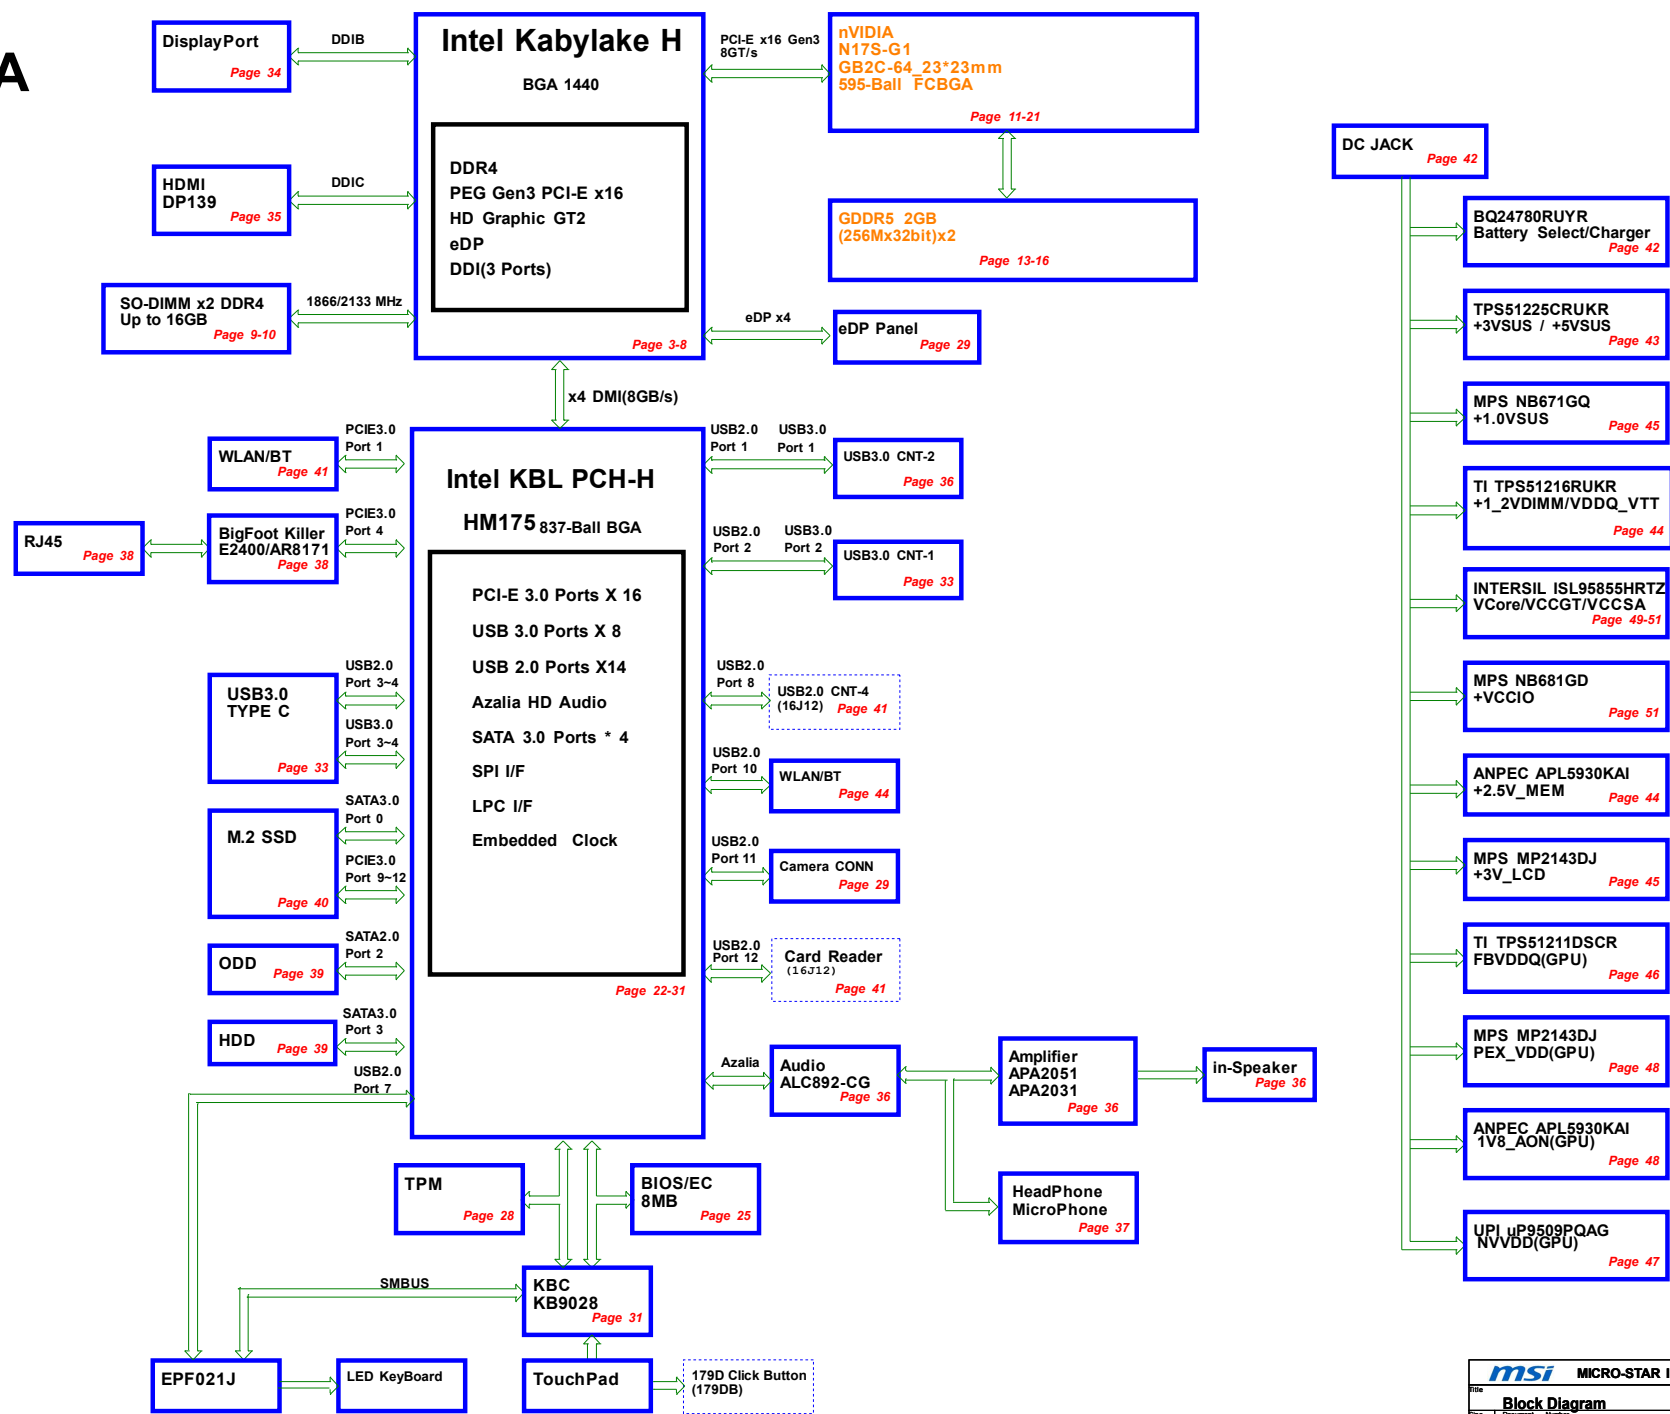 A
DisplayPort
Page 34
DDIB
Intel Kabylake H
BGA 1440
DDR4
PEG Gen3 PCI-E x16
HD Graphic GT2
eDP
DDI(3 Ports)
Page 3-8
PCI-E x16 Gen3
8GT/s
nVIDIA
N17S-G1
GB2C-64_23*23mm
595-Ball FCBGA
Page 11-21
GDDR5 2GB
(256Mx32bit)x2
Page 13-16
HDMI
DP139
Page 35
DDIC
SO-DIMM x2 DDR4
Up to 16GB
Page 9-10
1866/2133 MHz
eDP x4
eDP Panel
Page 29
x4 DMI(8GB/s)
Intel KBL PCH-H
HM175 837-Ball BGA
PCI-E 3.0 Ports X 16
USB 3.0 Ports X 8
USB 2.0 Ports X14
Azalia HD Audio
SATA 3.0 Ports * 4
SPI I/F
LPC I/F
Embedded Clock
Page 22-31
WLAN/BT
Page 41
PCIE3.0
Port 1
RJ45
Page 38
BigFoot Killer
E2400/AR8171
Page 38
PCIE3.0
Port 4
USB3.0
TYPE C
Page 33
USB2.0
Port 3~4
USB3.0
Port 3~4
M.2 SSD
Page 40
SATA3.0
Port 0
PCIE3.0
Port 9~12
ODD
Page 39
SATA2.0
Port 2
HDD
Page 39
SATA3.0
Port 3
USB2.0
Port 7
USB2.0
Port 1
USB3.0
Port 1
USB3.0 CNT-2
Page 36
USB2.0
Port 2
USB3.0
Port 2
USB3.0 CNT-1
Page 33
USB2.0
Port 8
USB2.0 CNT-4
(16J12) Page 41
USB2.0
Port 10
WLAN/BT
Page 44
USB2.0
Port 11
Camera CONN
Page 29
USB2.0
Port 12
Card Reader
(16J12)
Page 41
Azalia
Audio
ALC892-CG
Page 36
Amplifier
APA2051
APA2031
Page 36
in-Speaker
Page 36
HeadPhone
MicroPhone
Page 37
TPM
Page 28
BIOS/EC
8MB
Page 25
SMBUS
KBC
KB9028
Page 31
EPF021J
LED KeyBoard
TouchPad
179D Click Button
(179DB)
DC JACK
Page 42
BQ24780RUYR
Battery Select/Charger
Page 42
TPS51225CRUKR
+3VSUS / +5VSUS
Page 43
MPS NB671GQ
+1.0VSUS
Page 45
TI TPS51216RUKR
+1_2VDIMM/VDDQ_VTT
Page 44
INTERSIL ISL95855HRTZ
VCore/VCCGT/VCCSA
Page 49-51
MPS NB681GD
+VCCIO
Page 51
ANPEC APL5930KAI
+2.5V_MEM
Page 44
MPS MP2143DJ
+3V_LCD
Page 45
TI TPS51211DSCR
FBVDDQ(GPU)
Page 46
MPS MP2143DJ
PEX_VDD(GPU)
Page 48
ANPEC APL5930KAI
1V8_AON(GPU)
Page 48
UPI uP9509PQAG
NVVDD(GPU)
Page 47
msi MICRO-STAR I
Title
Block Diagram